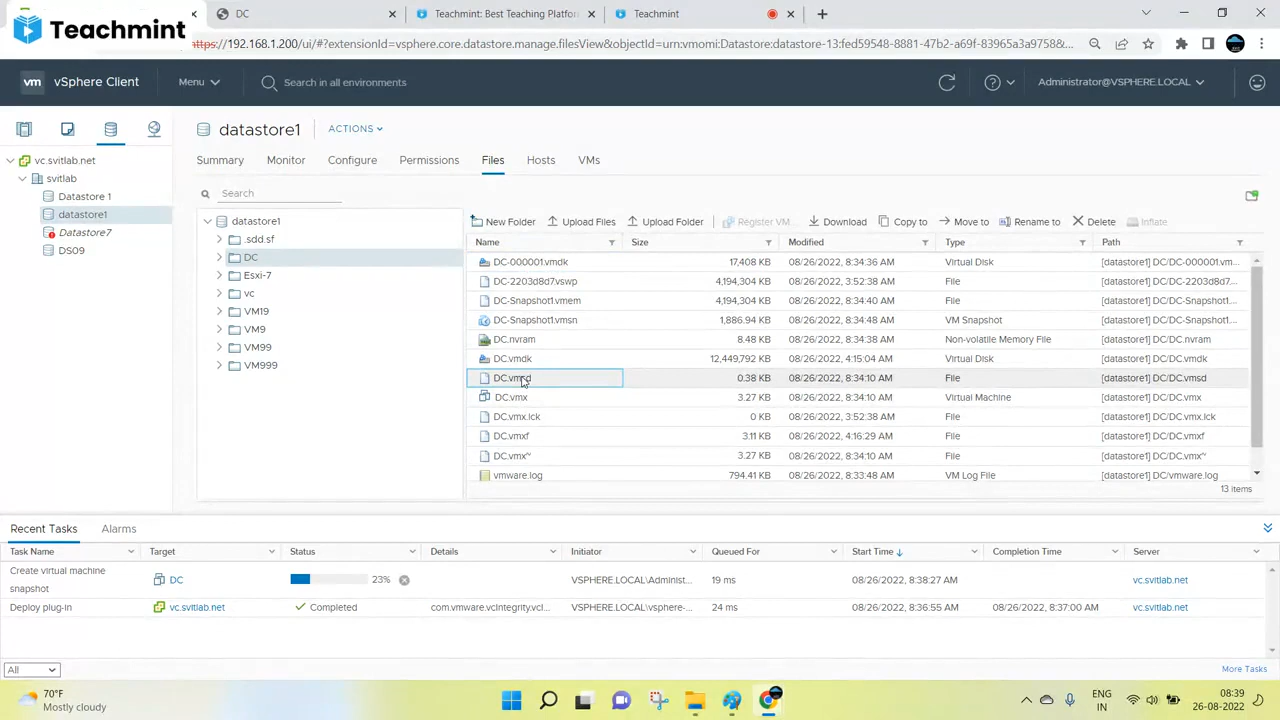 DC
Teachmint: Best Teaching Platfor
Teachmint
Teachmint
https://192.168.1.200/ui/#?extensionId=vsphere.core.datastore.manage.filesView&objectId=urn:vmomi:Datastore:datastore-13:fed59548-b981-47b2-a69f-83965a3a9758&...
vm vSphere Client
Menu
Search in all environments
Administrator@VSPHERE.LOCAL
vc.svitlab.net
svitlab
Datastore 1
datastore1
Datastore7
DS09
datastore1
ACTIONS
Summary Monitor Configure Permissions Files Hosts VMs
Search
datastore1
.sdd.sf
DC
Esxi-7
vc
VM19
VM9
VM99
VM999
New Folder Upload Files Upload Folder Register VM Download Copy to Move to Rename to Delete Inflate
Name Size Modified Type Path
DC-000001.vmdk 17,408 KB 08/26/2022, 8:34:36 AM Virtual Disk [datastore1] DC/DC-000001.vm...
DC-2203d8d7.vswp 4,194,304 KB 08/26/2022, 3:52:38 AM File [datastore1] DC/DC-2203d8d7...
DC-Snapshot1.vmem 4,194,304 KB 08/26/2022, 8:34:40 AM File [datastore1] DC/DC-Snapshot1...
DC-Snapshot1.vmsn 1,886.94 KB 08/26/2022, 8:34:48 AM VM Snapshot [datastore1] DC/DC-Snapshot1...
DC.nvram 8.48 KB 08/26/2022, 8:34:38 AM Non-volatile Memory File [datastore1] DC/DC.nvram
DC.vmdk 12,449,792 KB 08/26/2022, 4:15:04 AM Virtual Disk [datastore1] DC/DC.vmdk
DC.vmsd 0.38 KB 08/26/2022, 8:34:10 AM File [datastore1] DC/DC.vmsd
DC.vmx 3.27 KB 08/26/2022, 8:34:10 AM Virtual Machine [datastore1] DC/DC.vmx
DC.vmx.lck 0 KB 08/26/2022, 3:52:38 AM File [datastore1] DC/DC.vmx.lck
DC.vmxf 3.11 KB 08/26/2022, 4:16:29 AM File [datastore1] DC/DC.vmxf
DC.vmx~ 3.27 KB 08/26/2022, 8:34:10 AM File [datastore1] DC/DC.vmx~
vmware.log 794.41 KB 08/26/2022, 8:33:48 AM VM Log File [datastore1] DC/vmware.log
13 items
Recent Tasks Alarms
Task Name Target Status Details Initiator Queued For Start Time Completion Time Server
Create virtual machine snapshot DC 23% VSPHERE.LOCAL\Administ... 19 ms 08/26/2022, 8:38:27 AM vc.svitlab.net
Deploy plug-in vc.svitlab.net Completed com.vmware.vcIntegrity.vcI... VSPHERE.LOCAL\vsphere-... 24 ms 08/26/2022, 8:36:55 AM 08/26/2022, 8:37:00 AM vc.svitlab.net
All
More Tasks
70°F
Mostly cloudy
ENG
IN
08:39
26-08-2022